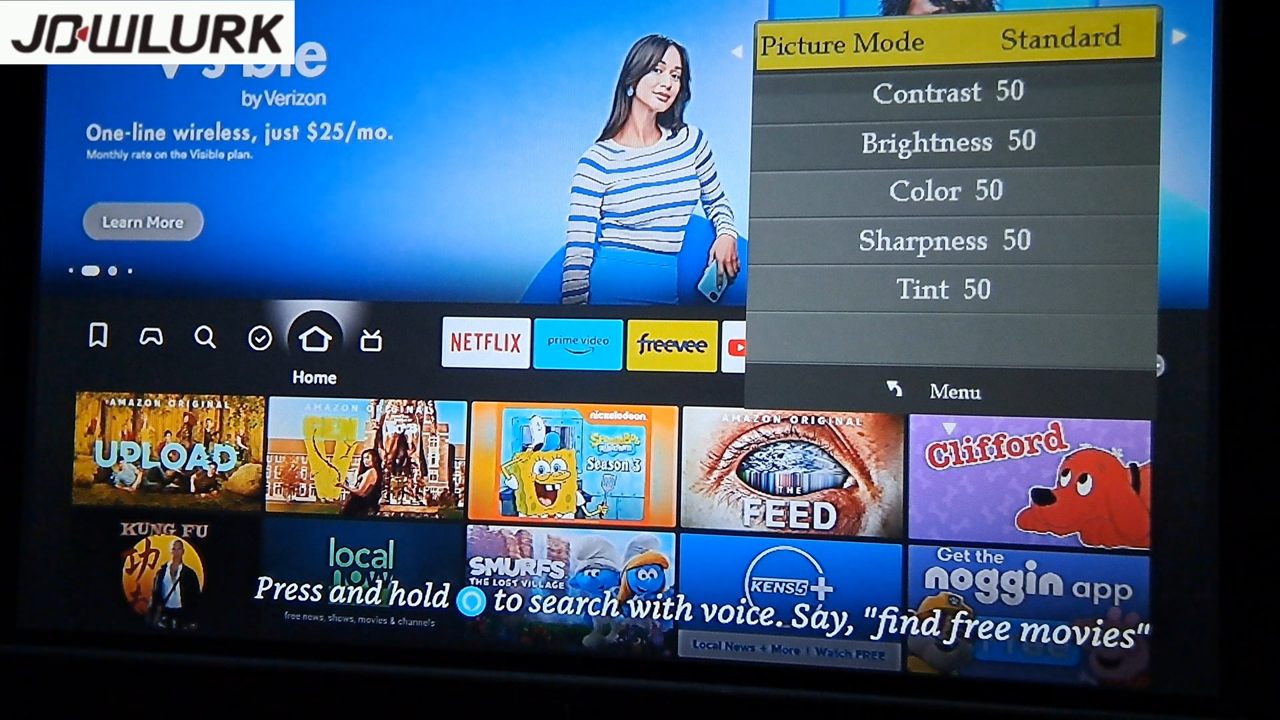 JOWLURK
by Verizon
One-line wireless, just $25/mo.
Monthly rate on the Visible plan.
Learn More
Picture Mode Standard
Contrast 50
Brightness 50
Color 50
Sharpness 50
Tint 50
Menu
NETFLIX
prime video
freevee
Home
AMAZON ORIGINAL
UPLOAD
AMAZON ORIGINAL
nickelodeon
SpongeBob
Season 3
AMAZON ORIGINAL
THE
FEED
Clifford
KUNG FU
功
local
SMURFS
THE LOST VILLAGE
KENS5+
Get the
noggin app
Press and hold to search with voice. Say, "find free movies"
free news, shows, movies & channels
Local News + More | Watch FREE